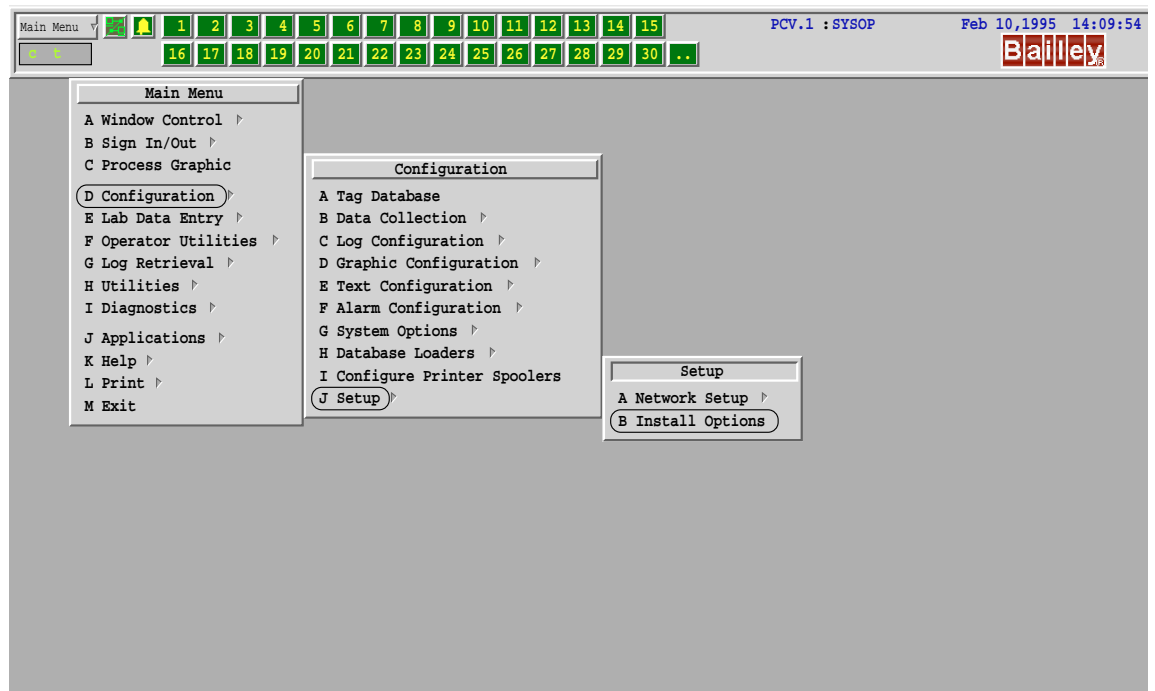 Main Menu
1 2 3 4 5 6 7 8 9 10 11 12 13 14 15
PCV.1 :SYSOP
Feb 10,1995 14:09:54
c t
16 17 18 19 20 21 22 23 24 25 26 27 28 29 30 ..
Bailey®
Main Menu
A Window Control
B Sign In/Out
C Process Graphic
D Configuration
E Lab Data Entry
F Operator Utilities
G Log Retrieval
H Utilities
I Diagnostics
J Applications
K Help
L Print
M Exit
Configuration
A Tag Database
B Data Collection
C Log Configuration
D Graphic Configuration
E Text Configuration
F Alarm Configuration
G System Options
H Database Loaders
I Configure Printer Spoolers
J Setup
Setup
A Network Setup
B Install Options